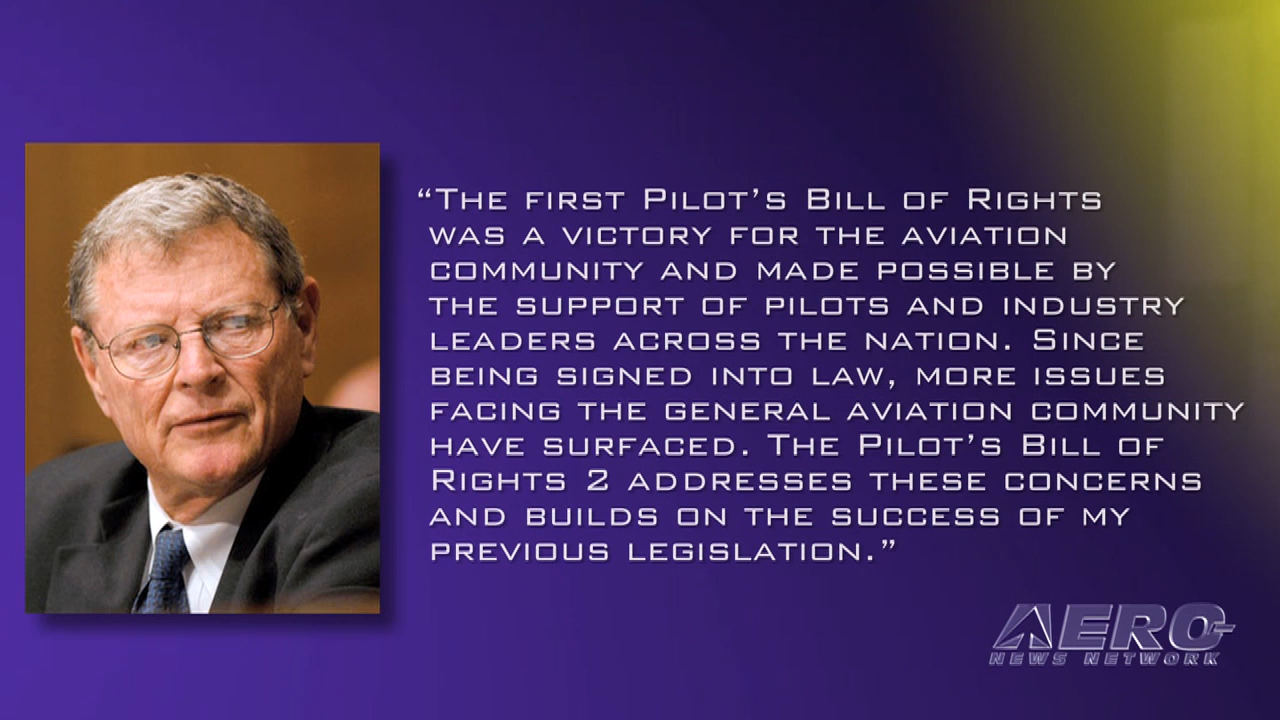 “The first Pilot’s Bill of Rights
was a victory for the aviation
community and made possible by
the support of pilots and industry
leaders across the nation. Since
being signed into law, more issues
facing the general aviation community
have surfaced. The Pilot’s Bill of
Rights 2 addresses these concerns
and builds on the success of my
previous legislation.”
AERO
NEWS NETWORK